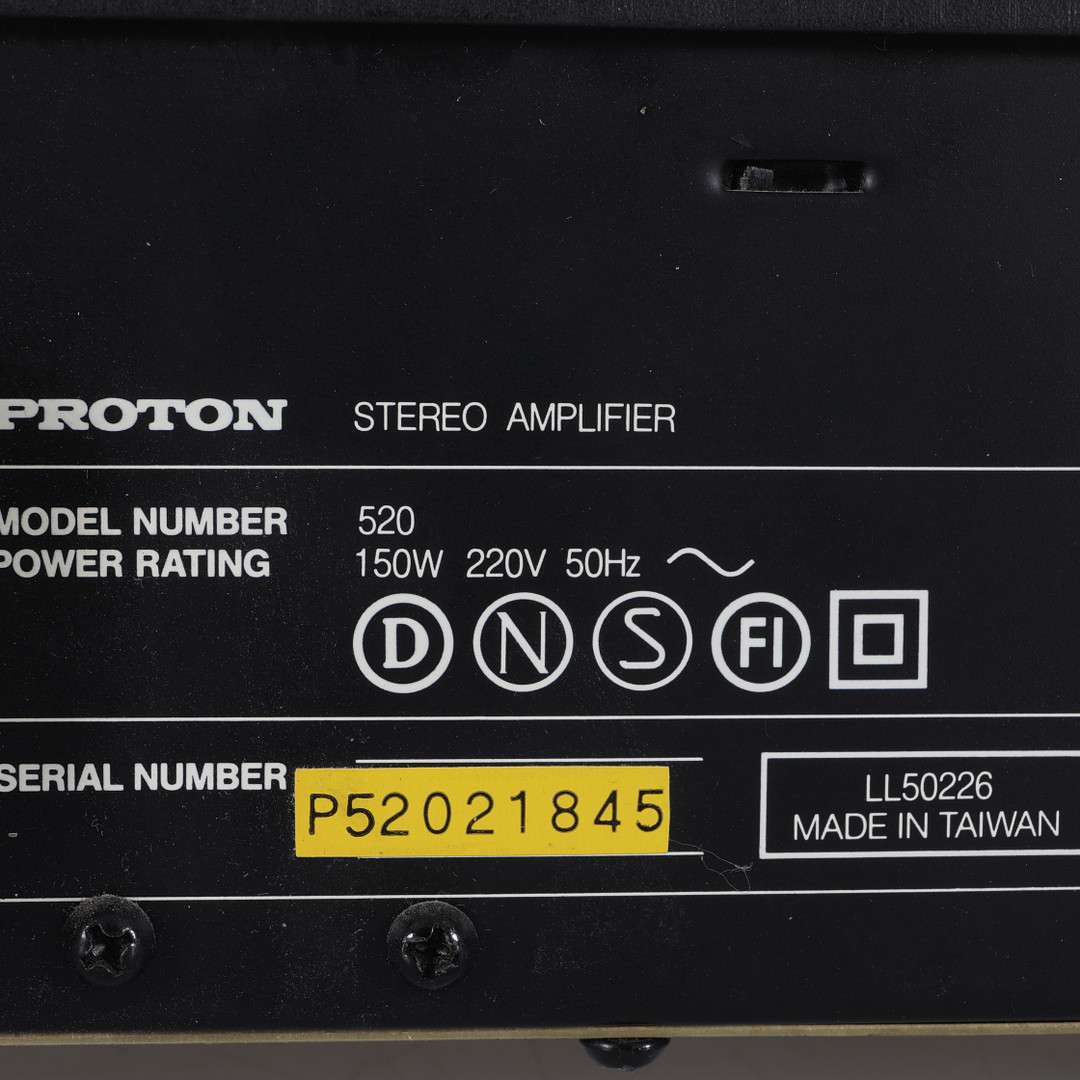 PROTON STEREO AMPLIFIER
MODEL NUMBER 520
POWER RATING 150W 220V 50Hz
D N S FI
SERIAL NUMBER P52021845
LL50226
MADE IN TAIWAN